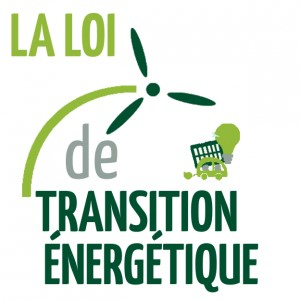 LA LOI
de
TRANSITION
ÉNERGÉTIQUE